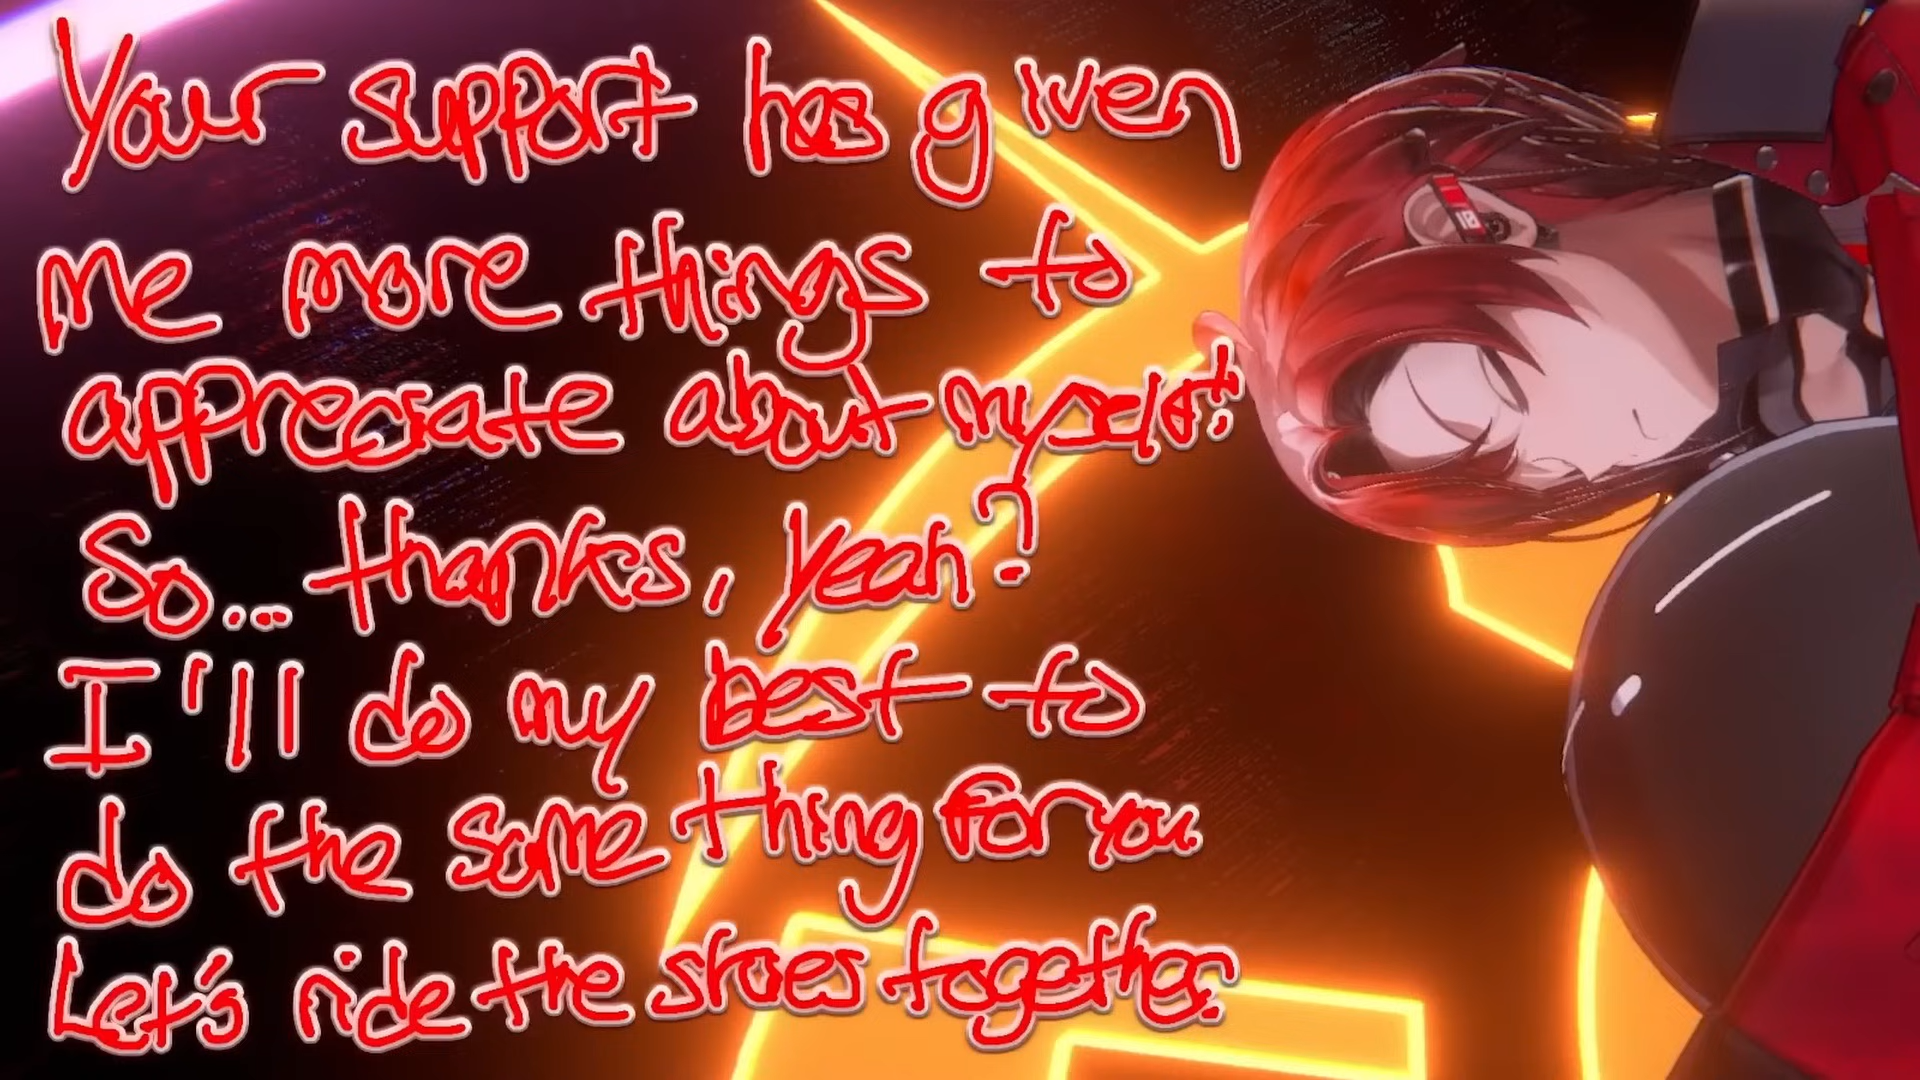 Your support has given
me more things to
appreciate about myself!
So... thanks, yeah?
I'll do my best to
do the same thing for you.
Let's ride the together.
10